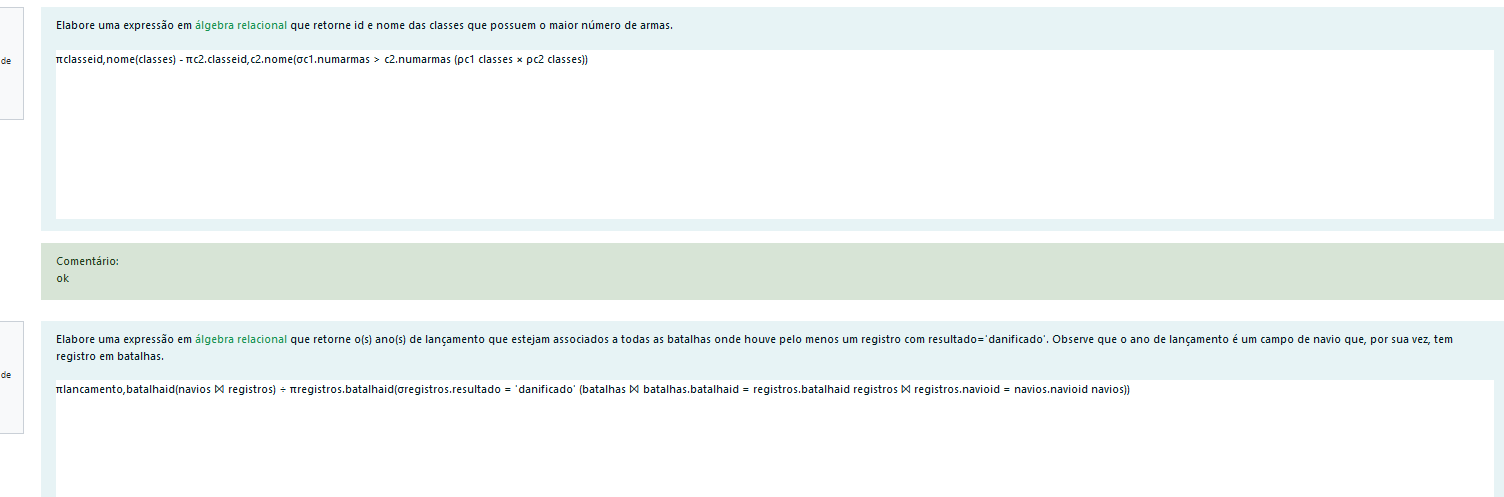 Elabore uma expressão em álgebra relacional que retorne id e nome das classes que possuem o maior número de armas.
de
πclasseid,nome(classes) - πc2.classeid,c2.nome(σc1.numarmas > c2.numarmas (ρc1 classes × ρc2 classes))
Comentário:
ok
Elabore uma expressão em álgebra relacional que retorne o(s) ano(s) de lançamento que estejam associados a todas as batalhas onde houve pelo menos um registro com resultado='danificado'. Observe que o ano de lançamento é um campo de navio que, por sua vez, tem
registro em batalhas.
de
πlancamento,batalhaid(navios ⋈ registros) ÷ πregistros.batalhaid(σregistros.resultado = 'danificado' (batalhas ⋈ batalhas.batalhaid = registros.batalhaid registros ⋈ registros.navioid = navios.navioid navios))